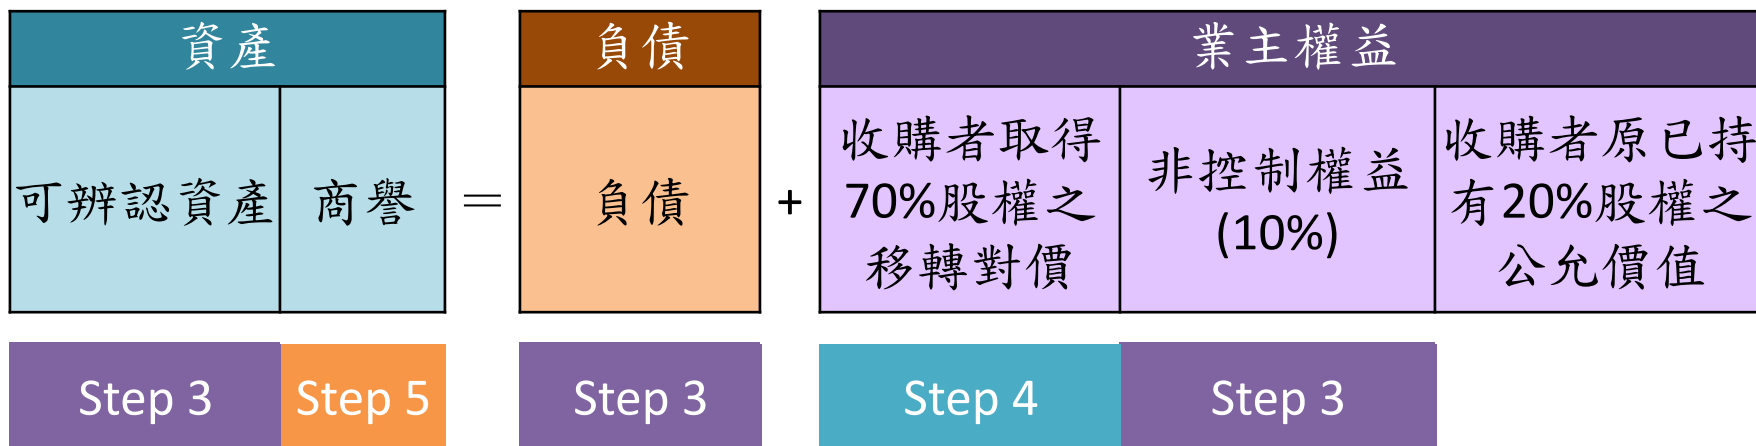 資產
負債
業主權益
可辨認資產
商譽
=
負債
+
收購者取得
70%股權之
移轉對價
非控制權益
(10%)
收購者原已持
有20%股權之
公允價值
Step 3
Step 5
Step 3
Step 4
Step 3